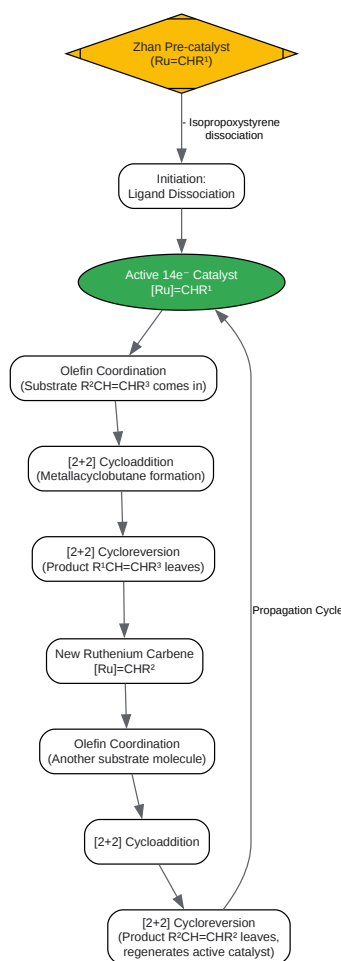 Zhan Pre-catalyst
(Ru=CHR¹)
- Isopropoxystyrene
dissociation
Initiation:
Ligand Dissociation
Active 14e⁻ Catalyst
[Ru]=CHR¹
Olefin Coordination
(Substrate R²CH=CHR³ comes in)
[2+2] Cycloaddition
(Metallacyclobutane formation)
[2+2] Cycloreversion
(Product R¹CH=CHR³ leaves)
Propagation Cycle
New Ruthenium Carbene
[Ru]=CHR²
Olefin Coordination
(Another substrate molecule)
[2+2] Cycloaddition
[2+2] Cycloreversion
(Product R²CH=CHR² leaves,
regenerates active catalyst)